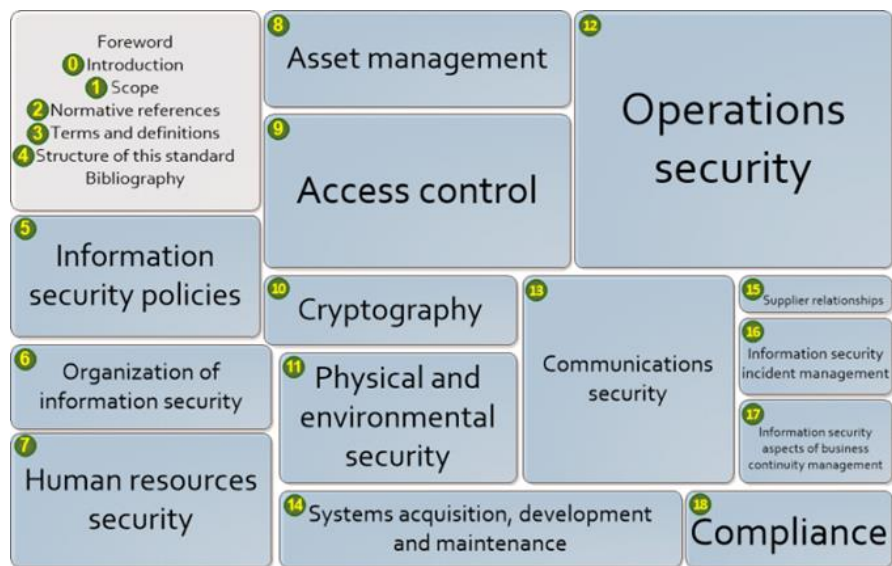 Foreword
0 Introduction
1 Scope
2 Normative references
3 Terms and definitions
4 Structure of this standard
Bibliography
5
Information
security policies
6
Organization of
information security
7
Human resources
security
8
Asset management
9
Access control
10
Cryptography
11
Physical and
environmental
security
12
Operations
security
13
Communications
security
14
Systems acquisition, development
and maintenance
15
Supplier relationships
16
Information security
incident management
17
Information security
aspects of business
continuity management
18
Compliance